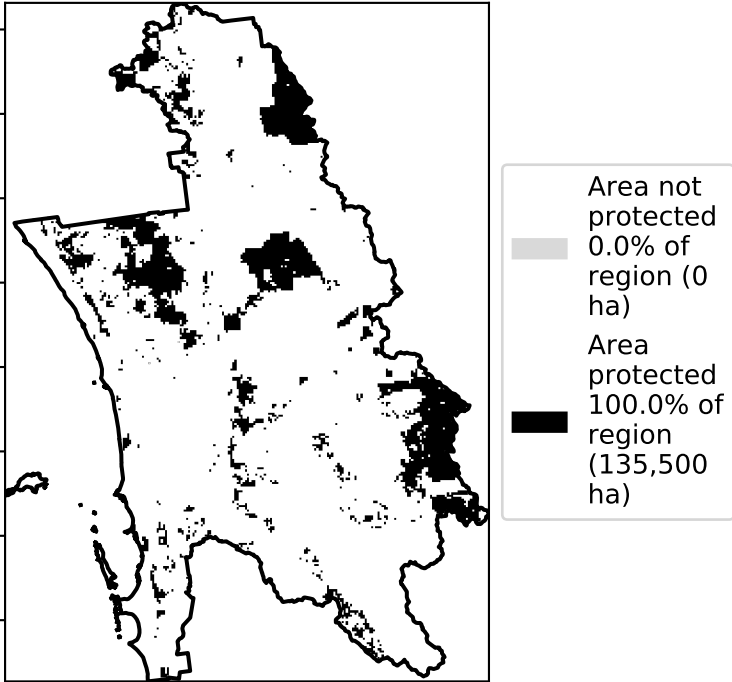 Area not
protected
0.0% of
region (0
ha)
Area
protected
100.0% of
region
(135,500
ha)